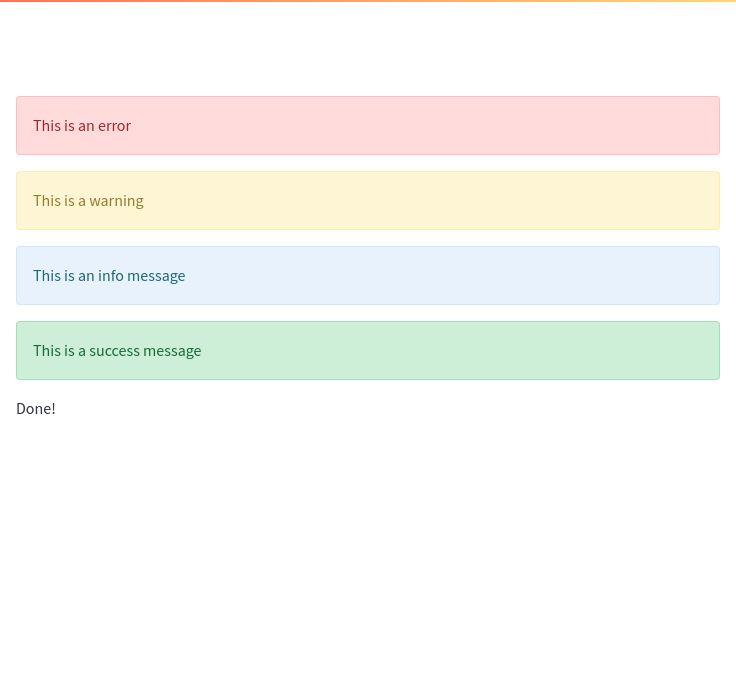 This is an error
This is a warning
This is an info message
This is a success message
Done!